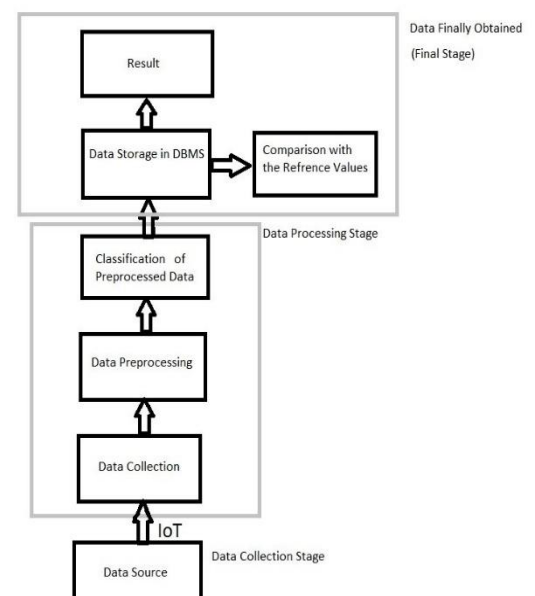 Data Finally Obtained
(Final Stage)
Result
Data Storage in DBMS
Comparison with
the Refrence Values
Data Processing Stage
Classification of
Preprocessed Data
Data Preprocessing
Data Collection
IoT
Data Collection Stage
Data Source